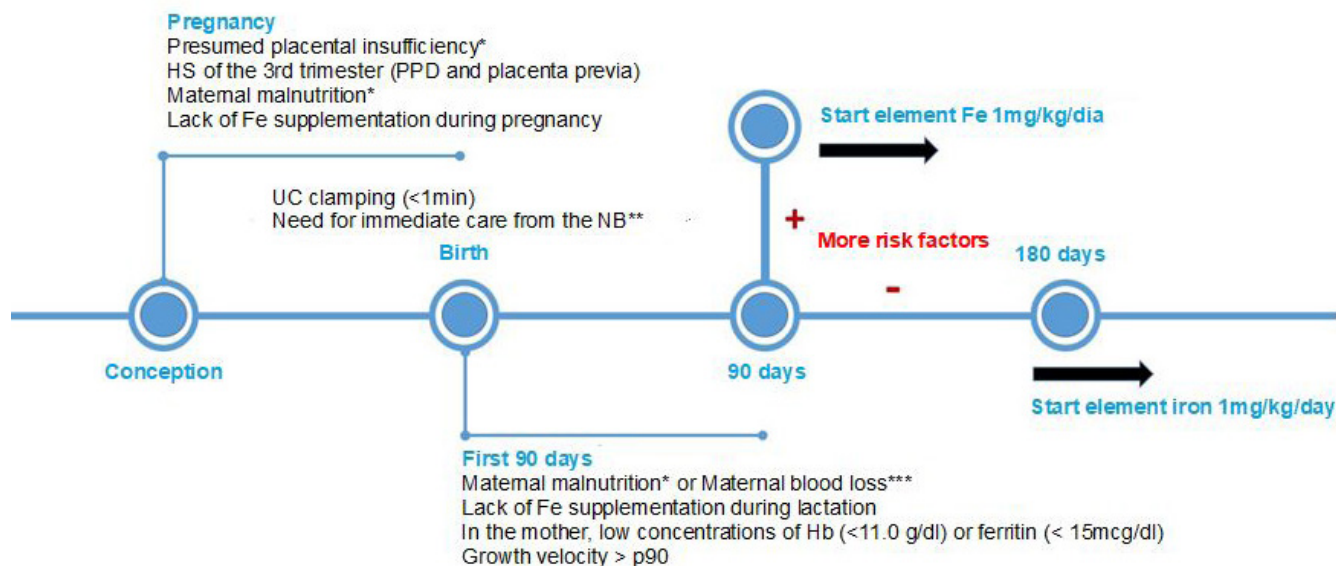 Pregnancy
Presumed placental insufficiency*
HS of the 3rd trimester (PPD and placenta previa)
Maternal malnutrition*
Lack of Fe supplementation during pregnancy
Start element Fe 1mg/kg/dia
UC clamping (<1min)
Need for immediate care from the NB**
+
More risk factors
-
Birth
180 days
Conception
90 days
Start element iron 1mg/kg/day
First 90 days
Maternal malnutrition* or Maternal blood loss***
Lack of Fe supplementation during lactation
In the mother, low concentrations of Hb (<11.0 g/dl) or ferritin (< 15mcg/dl)
Growth velocity > p90